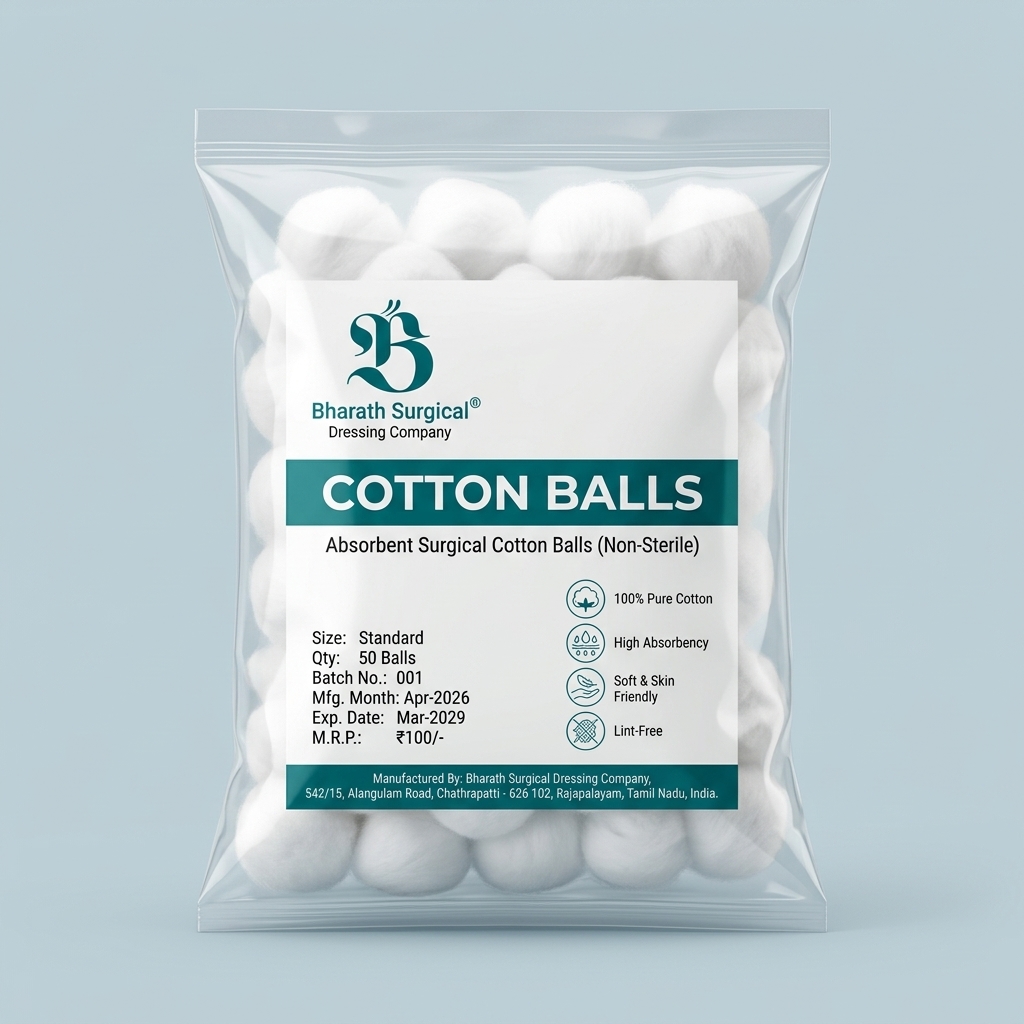 B
Bharath Surgical®
Dressing Company
COTTON BALLS
Absorbent Surgical Cotton Balls (Non-Sterile)
100% Pure Cotton
High Absorbency
Soft & Skin
Friendly
Lint-Free
Size: Standard
Qty: 50 Balls
Batch No.: 001
Mfg. Month: Apr-2026
Exp. Date: Mar-2029
M.R.P.: ₹100/-
Manufactured By: Bharath Surgical Dressing Company,
542/15, Alangulam Road, Chathrapatti - 626 102, Rajapalayam, Tamil Nadu, India.